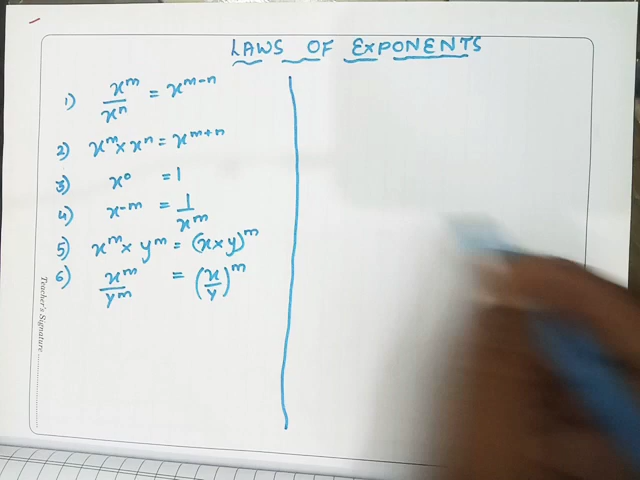 LAWS OF EXPONENTS
1) x^m / x^n = x^(m-n)
2) x^m × x^n = x^(m+n)
3) x^0 = 1
4) x^-m = 1 / x^m
5) x^m × y^m = (x × y)^m
6) x^m / y^m = (x/y)^m
Teacher's Signature ..................